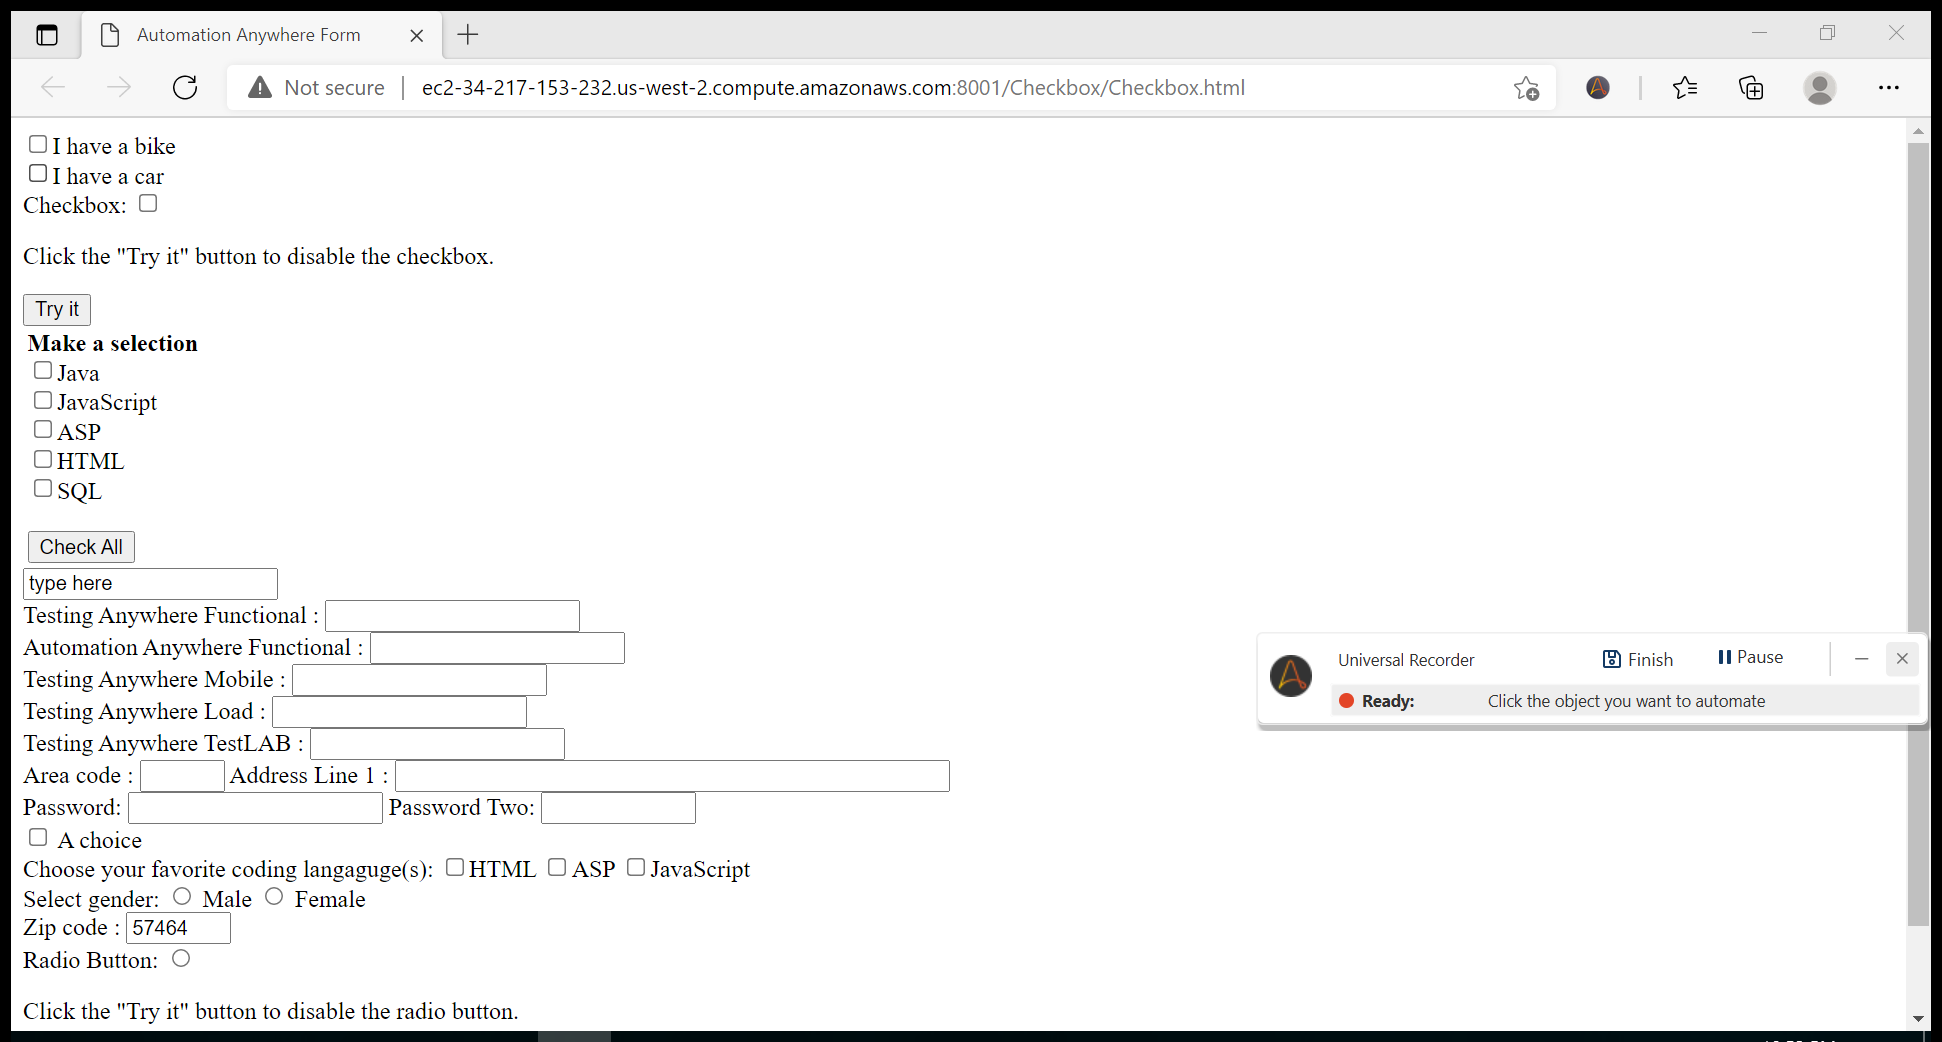 Automation Anywhere Form
Not secure | ec2-34-217-153-232.us-west-2.compute.amazonaws.com:8001/Checkbox/Checkbox.html
I have a bike
I have a car
Checkbox:
Click the "Try it" button to disable the checkbox.
Try it
Make a selection
Java
JavaScript
ASP
HTML
SQL
Check All
type here
Testing Anywhere Functional :
Automation Anywhere Functional :
Universal Recorder Finish Pause
Testing Anywhere Mobile :
Ready: Click the object you want to automate
Testing Anywhere Load :
Testing Anywhere TestLAB :
Area code : Address Line 1 :
Password: Password Two:
A choice
Choose your favorite coding langaguge(s): HTML ASP JavaScript
Select gender: Male Female
Zip code : 57464
Radio Button:
Click the "Try it" button to disable the radio button.